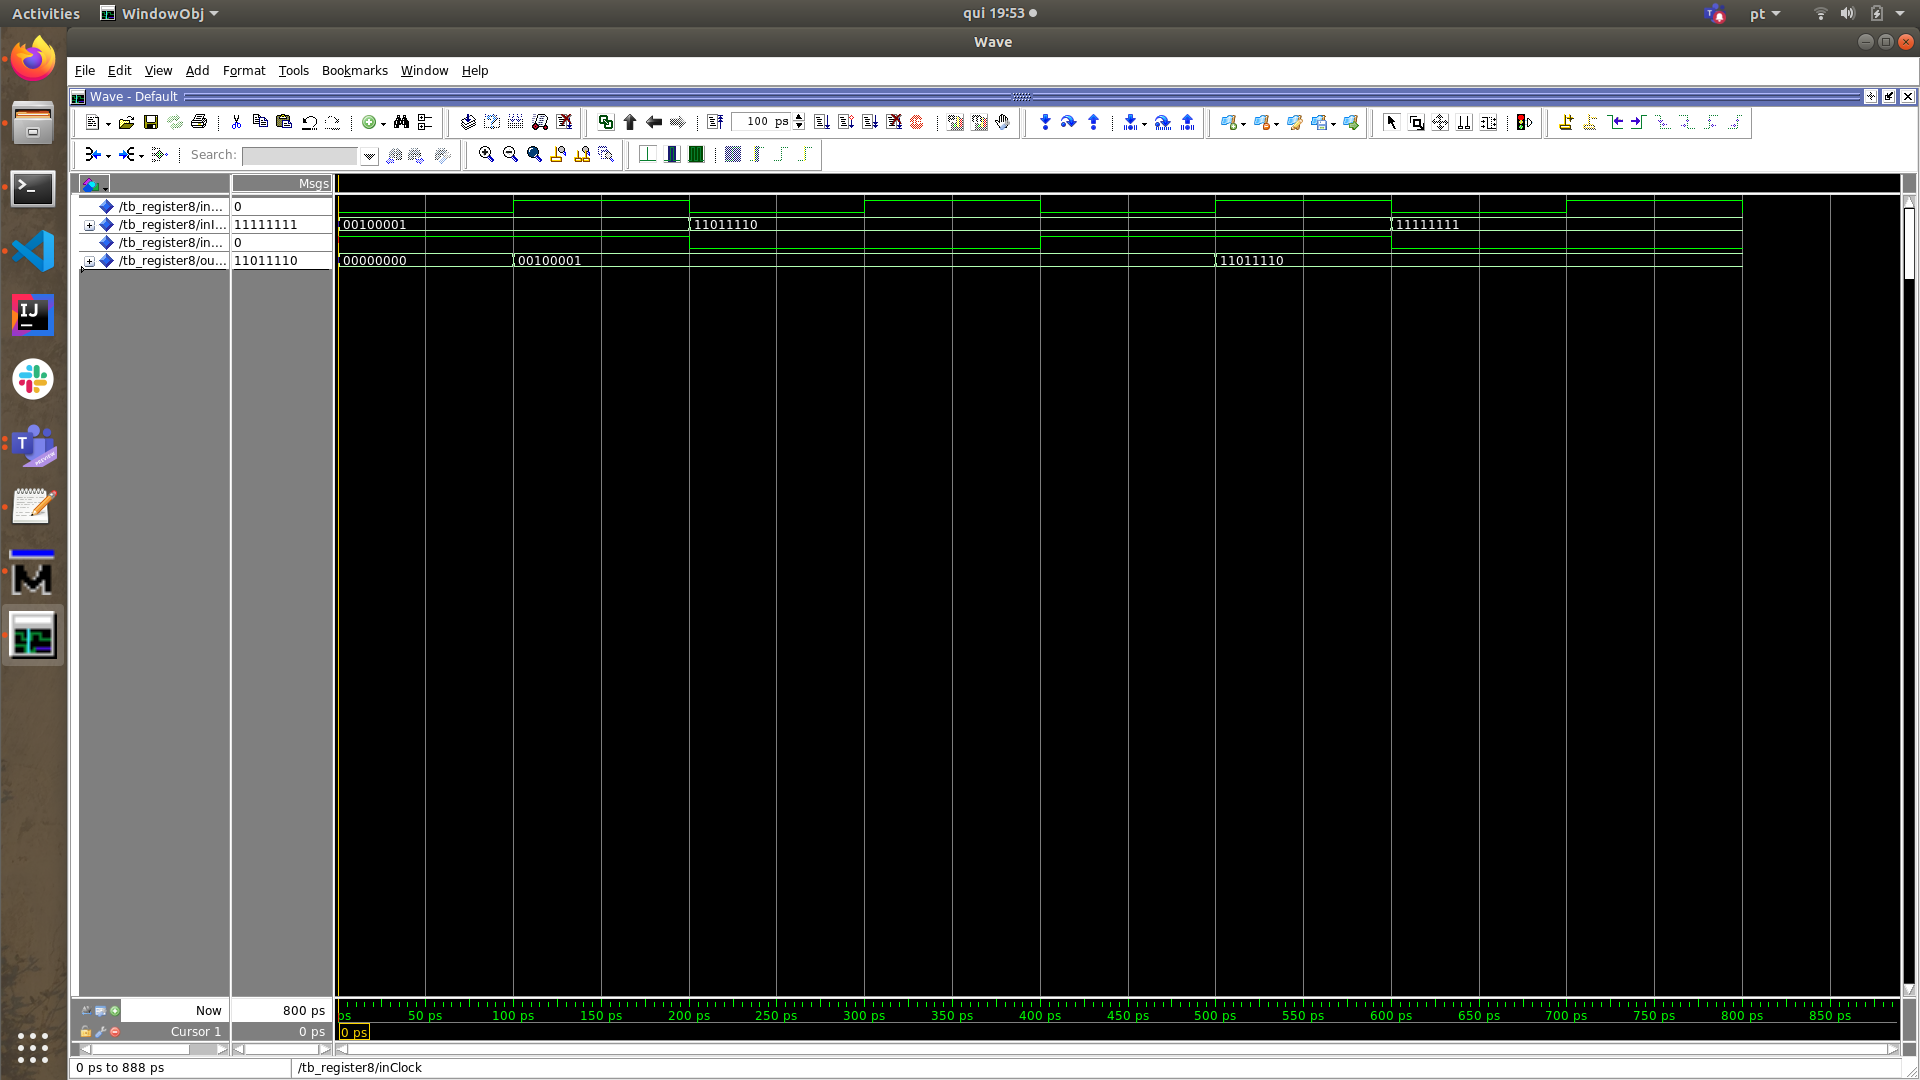 Activities WindowObj qui 19:53 pt
Wave
File Edit View Add Format Tools Bookmarks Window Help
Wave - Default
100 ps
Search:
Msgs
/tb_register8/in... 0
/tb_register8/inI... 11111111 00100001 11011110 11111111
/tb_register8/in... 0
/tb_register8/ou... 11011110 00000000 00100001 11011110
Now 800 ps ps 50 ps 100 ps 150 ps 200 ps 250 ps 300 ps 350 ps 400 ps 450 ps 500 ps 550 ps 600 ps 650 ps 700 ps 750 ps 800 ps 850 ps
Cursor 1 0 ps 0 ps
0 ps to 888 ps /tb_register8/inClock